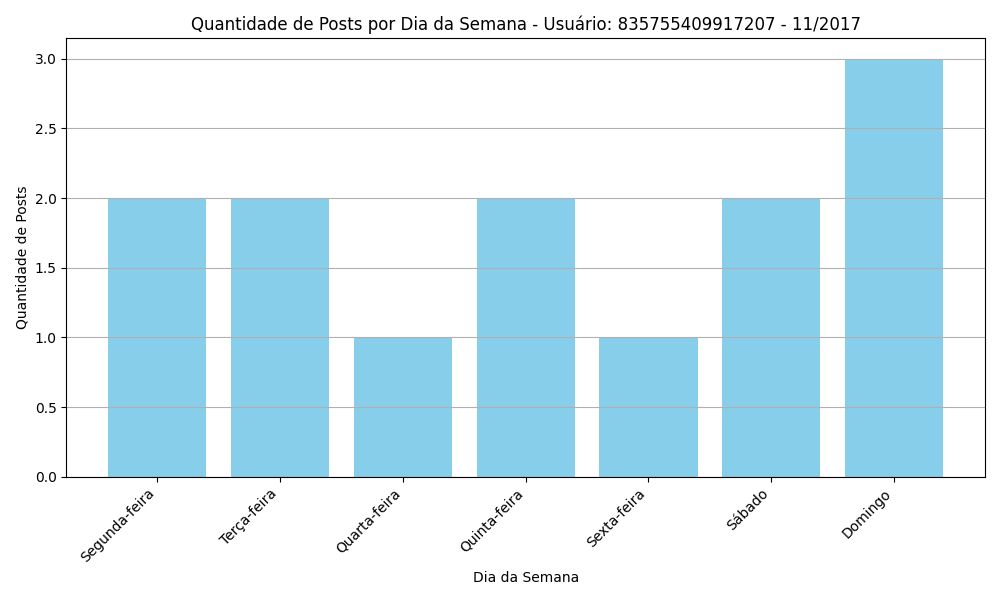 Quantidade de Posts por Dia da Semana - Usuário: 835755409917207 - 11/2017
Quantidade de Posts
3.0
2.5
2.0
1.5
1.0
0.5
0.0
Segunda-feira
Terça-feira
Quarta-feira
Quinta-feira
Sexta-feira
Sábado
Domingo
Dia da Semana